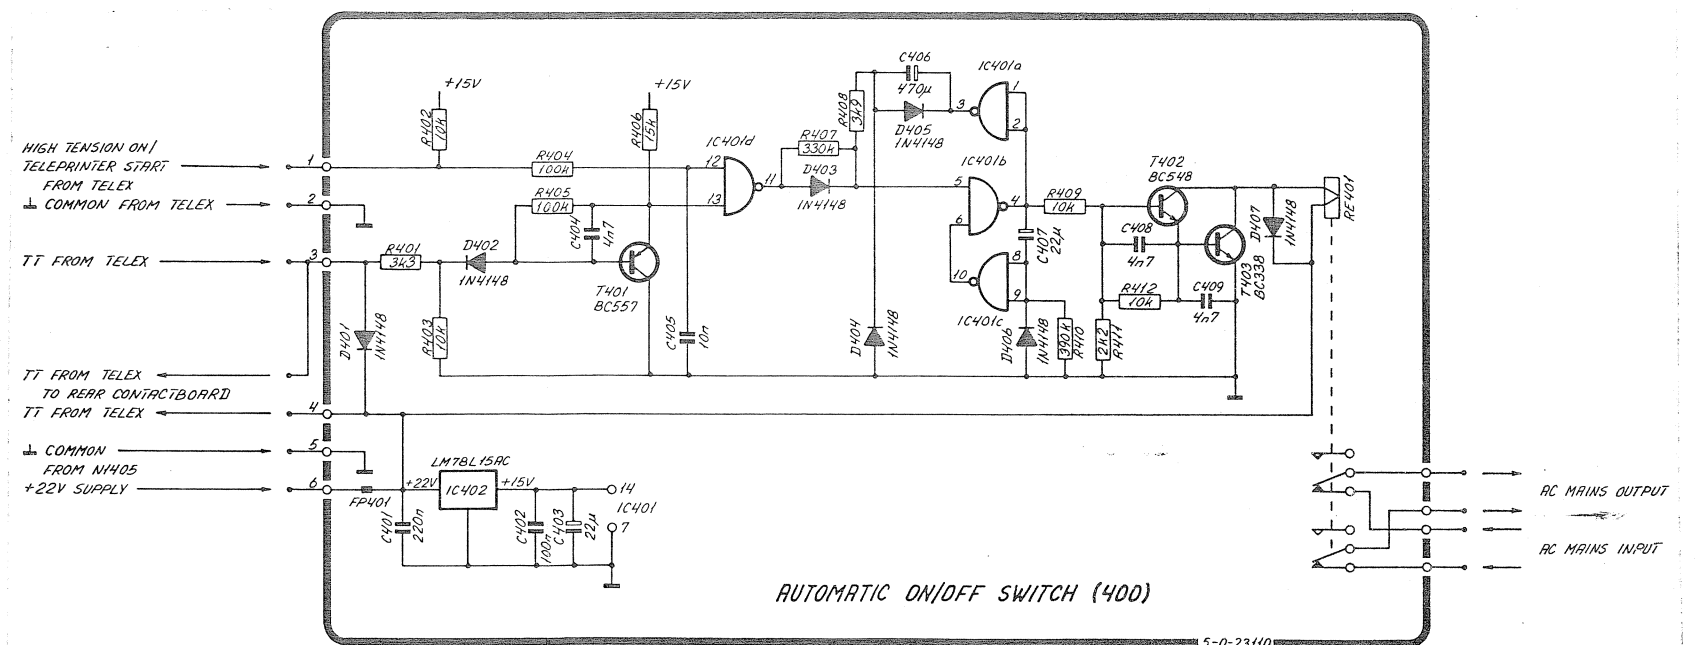 HIGH TENSION ON/
TELEPRINTER START
FROM TELEX
⊥ COMMON FROM TELEX
TT FROM TELEX
TT FROM TELEX
TO REAR CONTACTBOARD
TT FROM TELEX
⊥ COMMON
FROM N1405
+22V SUPPLY
1
2
3
4
5
6
+15V
R402
10k
R404
100k
R405
100k
C404
4n7
R406
15k
+15V
R401
3k3
D402
1N4148
T401
BC557
D401
1N4148
R403
10k
C405
10n
IC401d
12
13
11
R407
330k
D403
1N4148
R408
3k9
C406
470µ
D405
1N4148
IC401a
1
2
3
IC401b
5
6
4
C407
22µ
8
9
10
IC401c
D404
1N4148
D406
1N4148
390k
R410
R409
10k
T402
BC548
C408
4n7
R412
10k
C409
4n7
2k2
R411
T403
BC338
D407
1N4148
RE401
FP401
+22V
LM78L15AC
IC402
+15V
C401
220n
C402
100n
C403
22µ
14
IC401
7
AC MAINS OUTPUT
AC MAINS INPUT
AUTOMATIC ON/OFF SWITCH (400)
5-0-23110